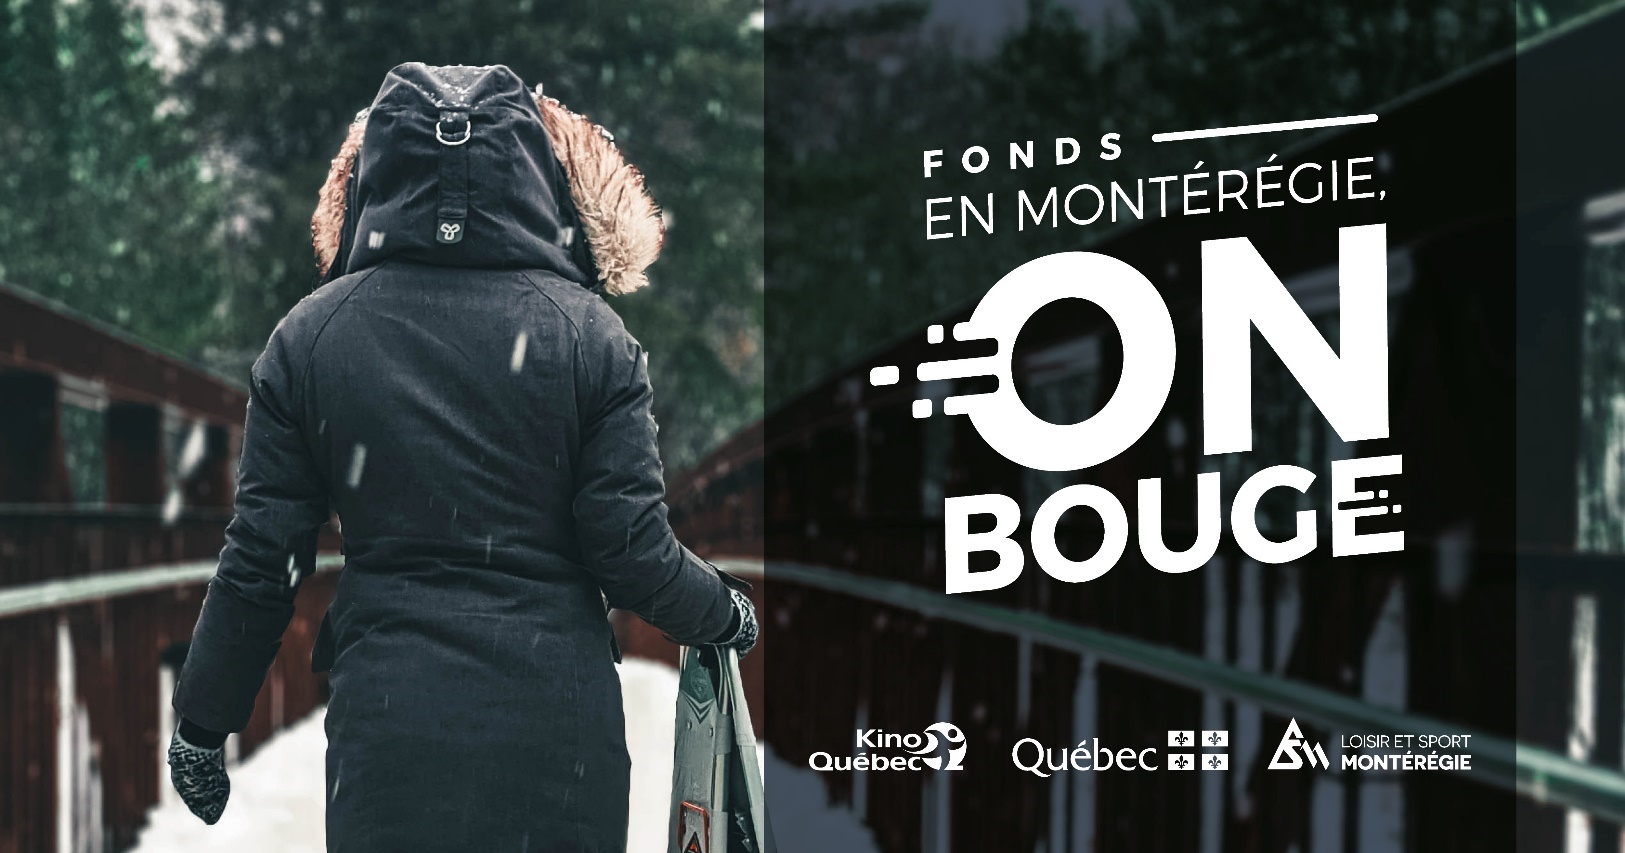 FONDS
EN MONTÉRÉGIE,
ON
BOUGE
Kino
Québec
Québec
LOISIR ET SPORT
MONTÉRÉGIE